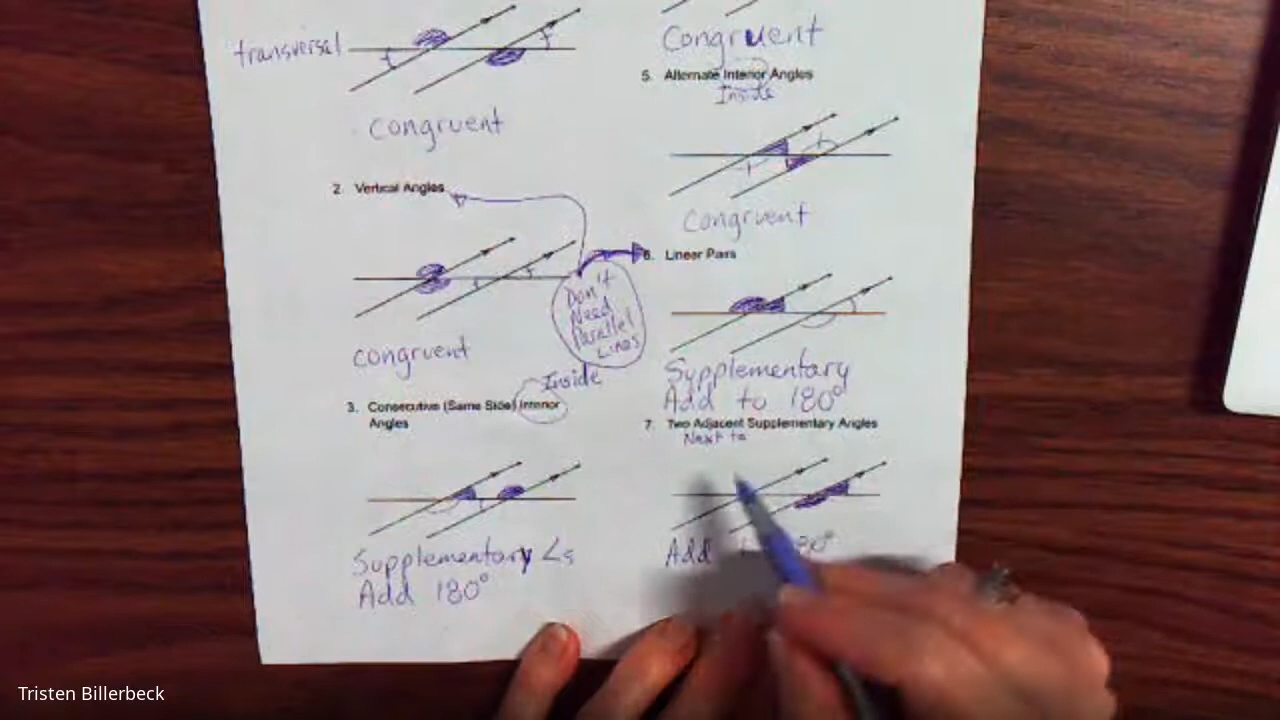 transversal
congruent
2. Vertical Angles
congruent
Don't
Need
Parallel
Lines
Inside
3. Consecutive (Same Side) Interior
Angles
Supplementary ∠s
Add 180°
Congruent
5. Alternate Interior Angles
Inside
Congruent
6. Linear Pairs
Supplementary
Add to 180°
7. Two Adjacent Supplementary Angles
Next to
Add
Tristen Billerbeck